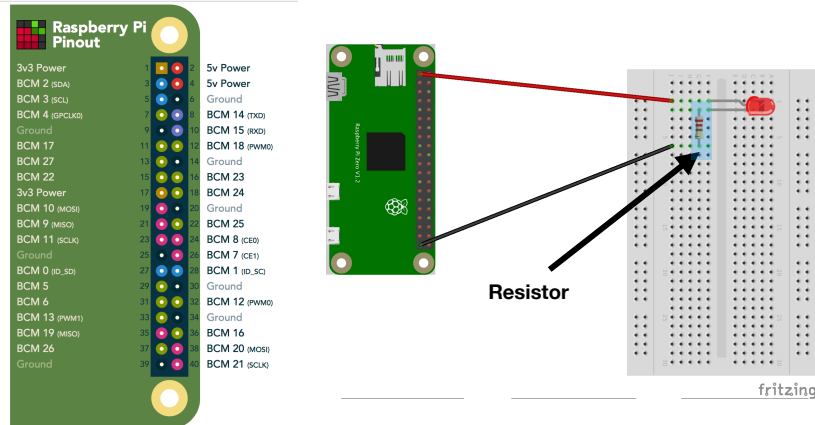 Raspberry Pi
Pinout
3v3 Power 1 2 5v Power
BCM 2 (SDA) 3 4 5v Power
BCM 3 (SCL) 5 6 Ground
BCM 4 (GPCLK0) 7 8 BCM 14 (TXD)
Ground 9 10 BCM 15 (RXD)
BCM 17 11 12 BCM 18 (PWM0)
BCM 27 13 14 Ground
BCM 22 15 16 BCM 23
3v3 Power 17 18 BCM 24
BCM 10 (MOSI) 19 20 Ground
BCM 9 (MISO) 21 22 BCM 25
BCM 11 (SCLK) 23 24 BCM 8 (CE0)
Ground 25 26 BCM 7 (CE1)
BCM 0 (ID_SD) 27 28 BCM 1 (ID_SC)
BCM 5 29 30 Ground
BCM 6 31 32 BCM 12 (PWM0)
BCM 13 (PWM1) 33 34 Ground
BCM 19 (MISO) 35 36 BCM 16
BCM 26 37 38 BCM 20 (MOSI)
Ground 39 40 BCM 21 (SCLK)
Raspberry Pi Zero V1.2
Resistor
fritzing